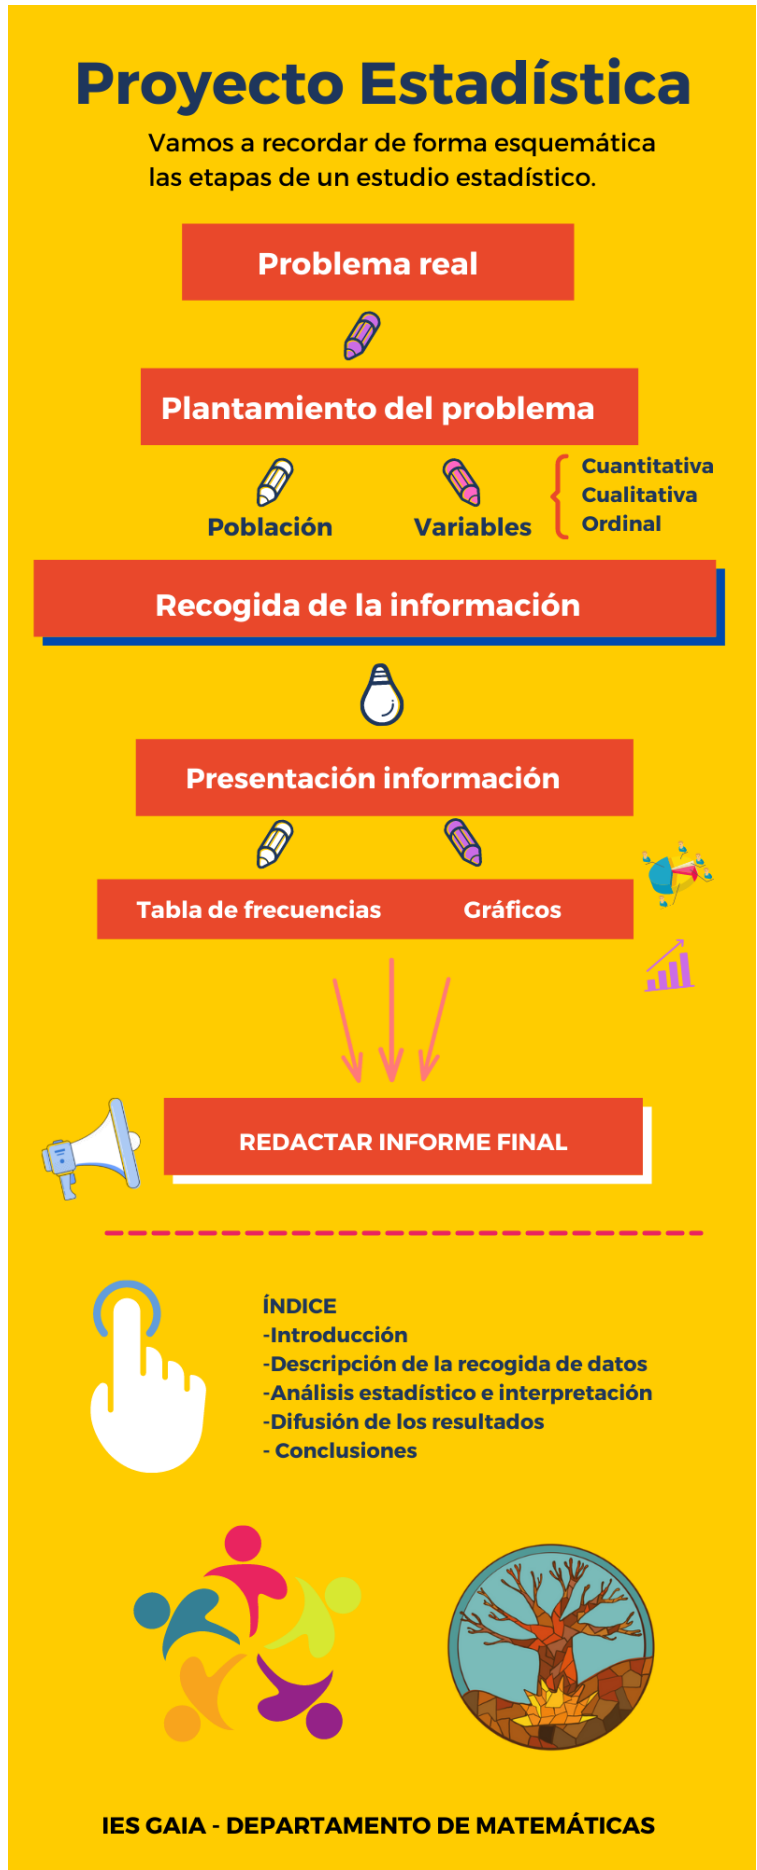 Proyecto Estadística
Vamos a recordar de forma esquemática
las etapas de un estudio estadístico.
Problema real
Plantamiento del problema
Población
Variables
Cuantitativa
Cualitativa
Ordinal
Recogida de la información
Presentación información
Tabla de frecuencias
Gráficos
REDACTAR INFORME FINAL
ÍNDICE
-Introducción
-Descripción de la recogida de datos
-Análisis estadístico e interpretación
-Difusión de los resultados
- Conclusiones
IES GAIA - DEPARTAMENTO DE MATEMÁTICAS